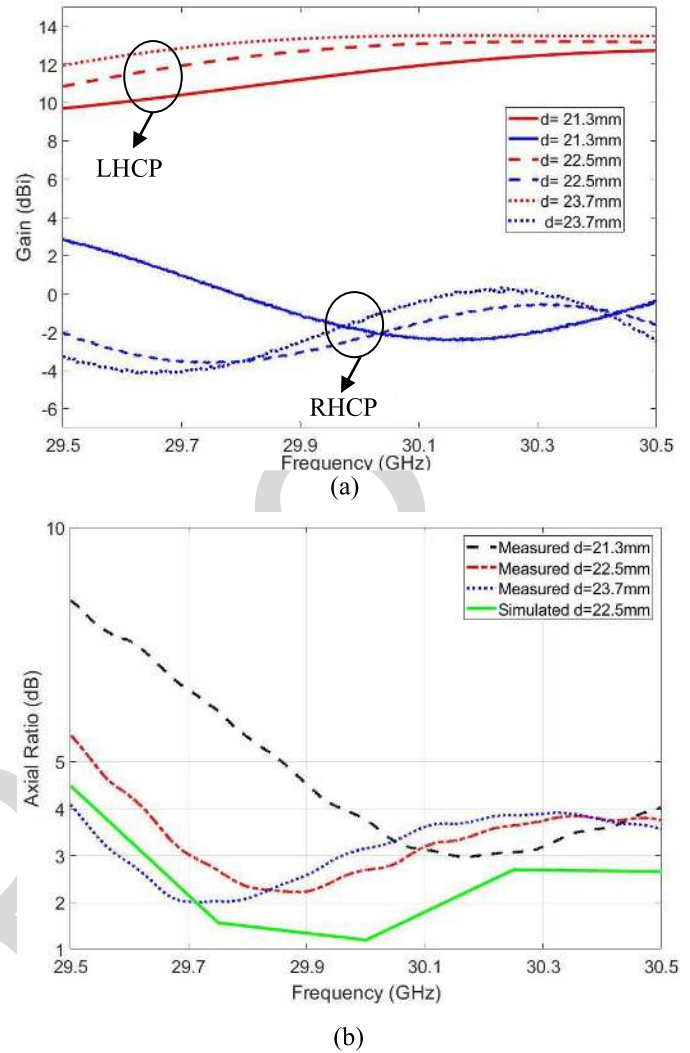 14
12
10
8
6
4
2
0
-2
-4
-6
Gain (dBi)
LHCP
d= 21.3mm
d= 21.3mm
d= 22.5mm
d= 22.5mm
d= 23.7mm
d=23.7mm
RHCP
29.5 29.7 29.9 30.1 30.3 30.5
Frequency (GHz)
(a)
10
5
4
3
2
1
Axial Ratio (dB)
Measured d=21.3mm
Measured d=22.5mm
Measured d=23.7mm
Simulated d=22.5mm
29.5 29.7 29.9 30.1 30.3 30.5
Frequency (GHz)
(b)